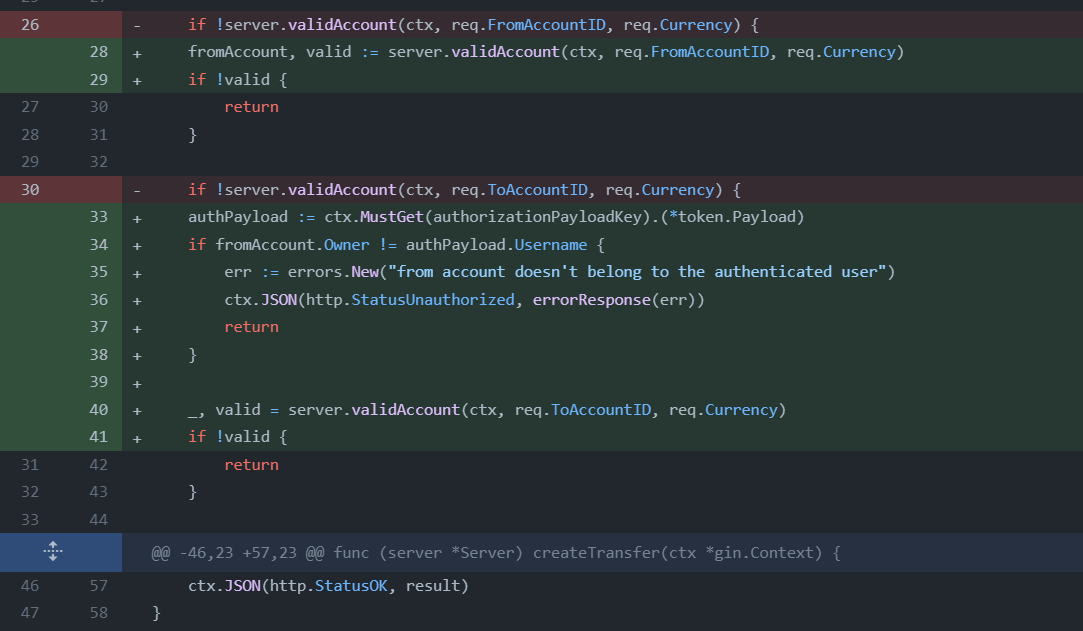 26 - if !server.validAccount(ctx, req.FromAccountID, req.Currency) {
28 + fromAccount, valid := server.validAccount(ctx, req.FromAccountID, req.Currency)
29 + if !valid {
27 30 return
28 31 }
29 32
30 - if !server.validAccount(ctx, req.ToAccountID, req.Currency) {
33 + authPayload := ctx.MustGet(authorizationPayloadKey).(*token.Payload)
34 + if fromAccount.Owner != authPayload.Username {
35 + err := errors.New("from account doesn't belong to the authenticated user")
36 + ctx.JSON(http.StatusUnauthorized, errorResponse(err))
37 + return
38 + }
39 +
40 + _, valid = server.validAccount(ctx, req.ToAccountID, req.Currency)
41 + if !valid {
31 42 return
32 43 }
33 44
@@ -46,23 +57,23 @@ func (server *Server) createTransfer(ctx *gin.Context) {
46 57 ctx.JSON(http.StatusOK, result)
47 58 }